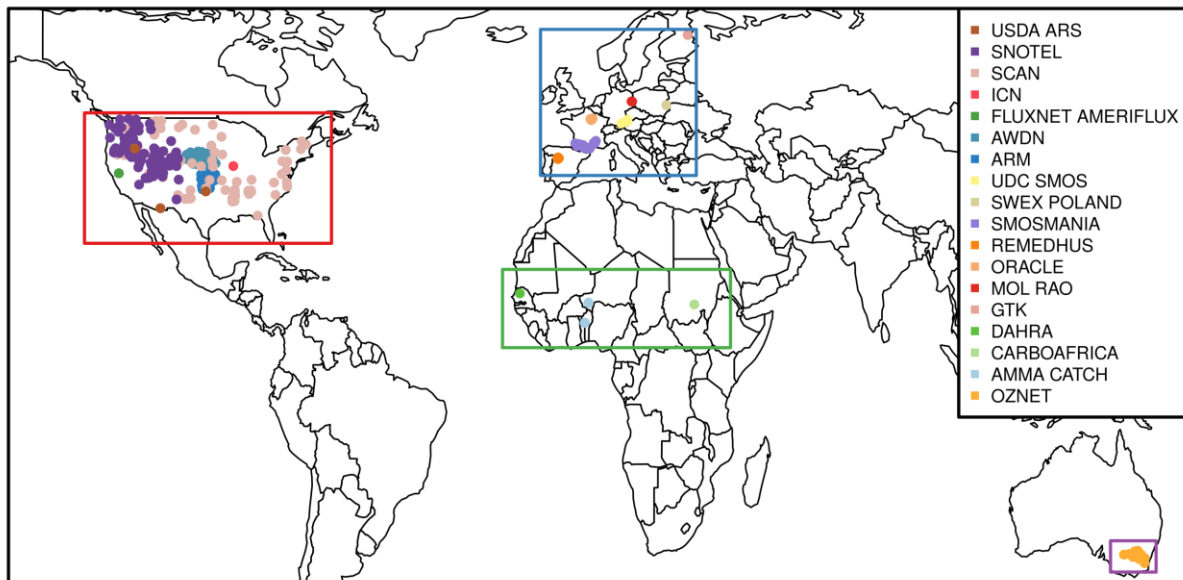 USDA ARS
SNOTEL
SCAN
ICN
FLUXNET AMERIFLUX
AWDN
ARM
UDC SMOS
SWEX POLAND
SMOSMANIA
REMEDHUS
ORACLE
MOL RAO
GTK
DAHRA
CARBOAFRICA
AMMA CATCH
OZNET